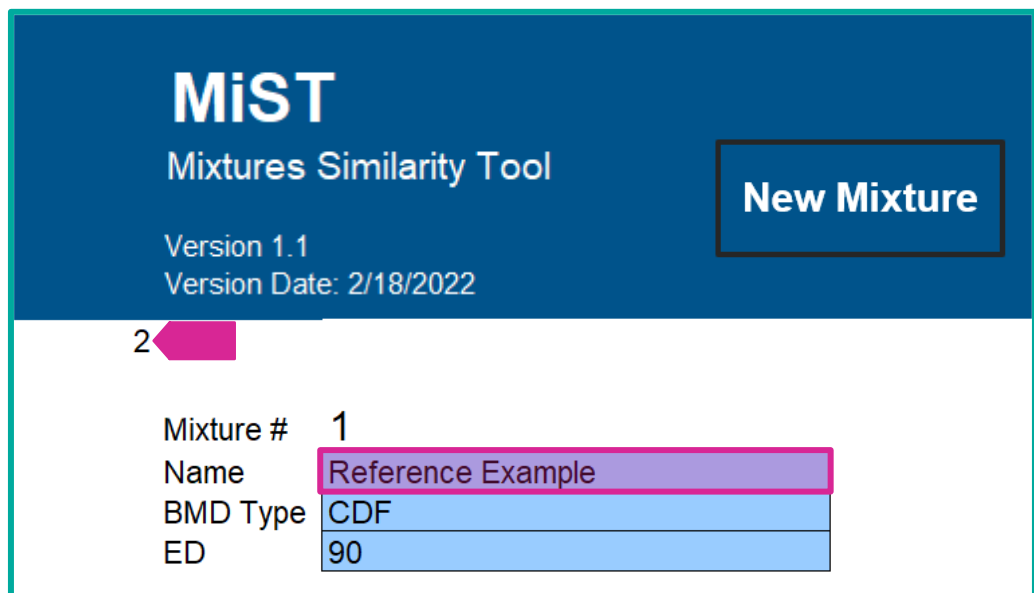 MiST
Mixtures Similarity Tool
New Mixture
Version 1.1
Version Date: 2/18/2022
2
Mixture # 1
Name Reference Example
BMD Type CDF
ED 90